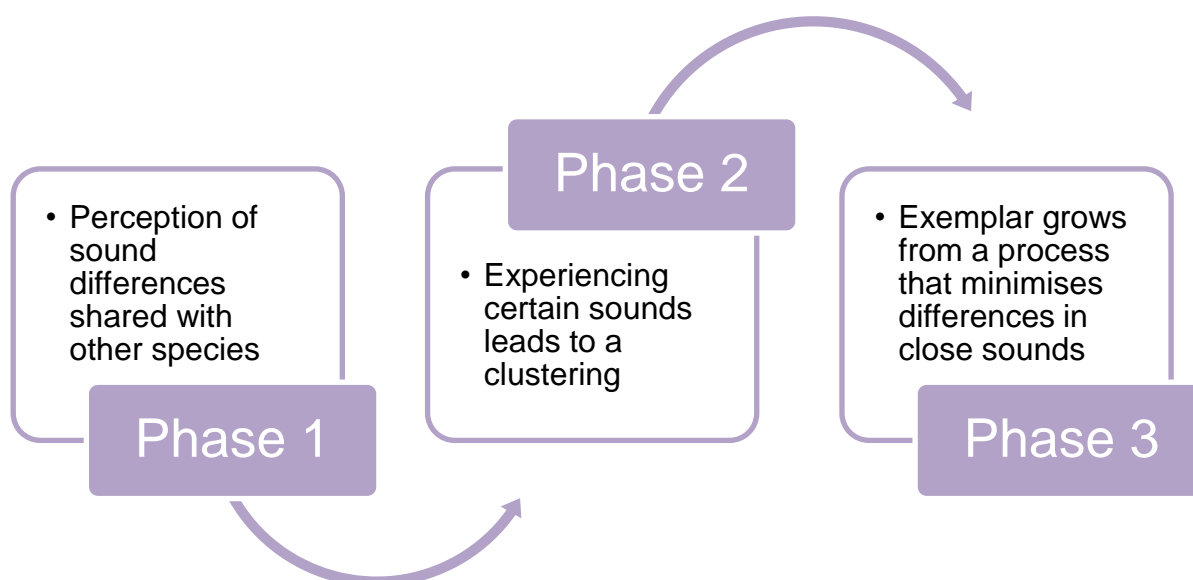 • Perception of
sound
differences
shared with
other species
Phase 1
Phase 2
• Experiencing
certain sounds
leads to a
clustering
• Exemplar grows
from a process
that minimises
differences in
close sounds
Phase 3